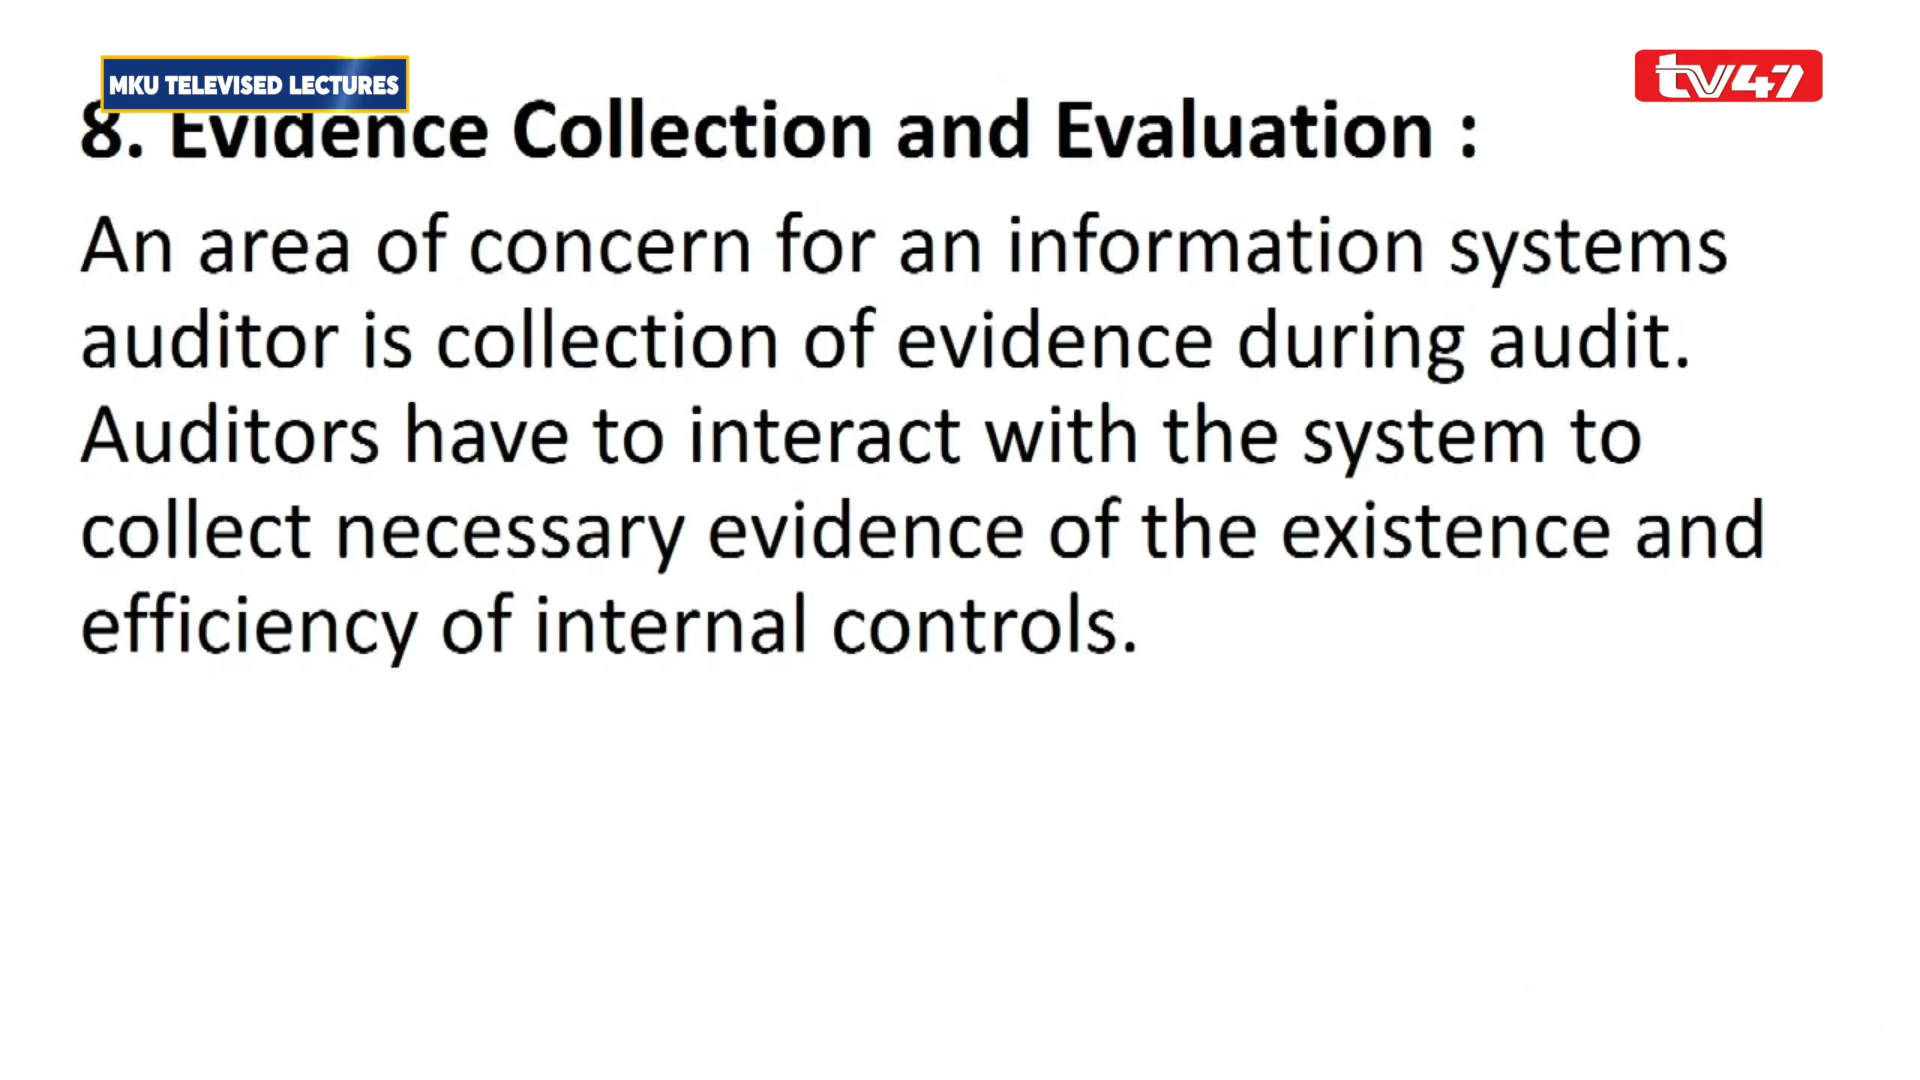 MKU TELEVISED LECTURES
tv47
8. Evidence Collection and Evaluation :
An area of concern for an information systems
auditor is collection of evidence during audit.
Auditors have to interact with the system to
collect necessary evidence of the existence and
efficiency of internal controls.